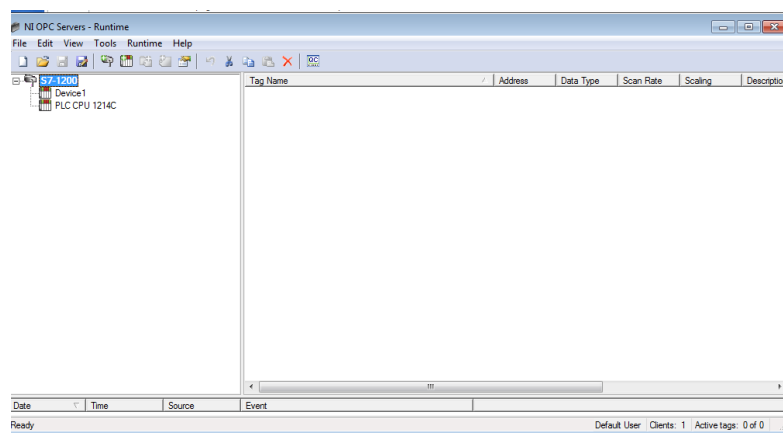 NI OPC Servers - Runtime
File Edit View Tools Runtime Help
S7-1200
Tag Name Address Data Type Scan Rate Scaling Descriptio
Device1
PLC CPU 1214C
Date Time Source Event
Ready Default User Clients: 1 Active tags: 0 of 0